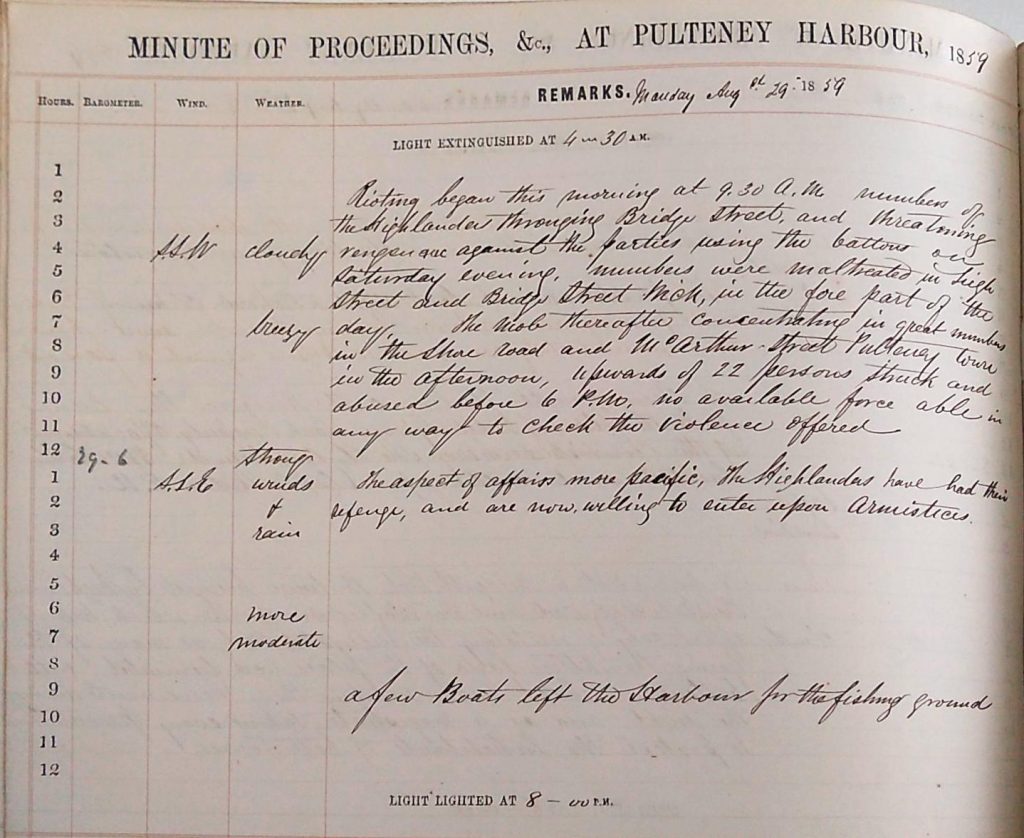 MINUTE OF PROCEEDINGS, &c., AT PULTENEY HARBOUR, 1859
HOURS. BAROMETER. WIND. WEATHER. REMARKS. Monday Augst 29 - 1859
LIGHT EXTINGUISHED AT 4 - 30 A.M.
1
2 Rioting began this morning at 9.30 A.M. numbers of
3 the Highlanders thronging Bridge Street, and threatening
4 S.S.W cloudy vengence against the parties using the battons on
5 Saturday evening. numbers were maltreated in high
6 street and Bridge Street Wick, in the fore part of the
7 breezy day. The mob thereafter concentrating in great numbers
8 in the shore road and McArthur Street Pulteney town
9 in the afternoon, upwards of 22 persons struck and
10 abused before 6 P.M. no available force able in
11 any way to check the violence offered
12 29-6 strong
1 S.S.E winds The aspect of affairs more pacific, The Highlanders have had their
2 & refenge, and are now, willing to enter upon Armistices.
3 rain
4
5
6 more
7 moderate
8
9 a few Boats left the Harbour for the fishing ground
10
11
12
LIGHT LIGHTED AT 8 - 00 P.M.